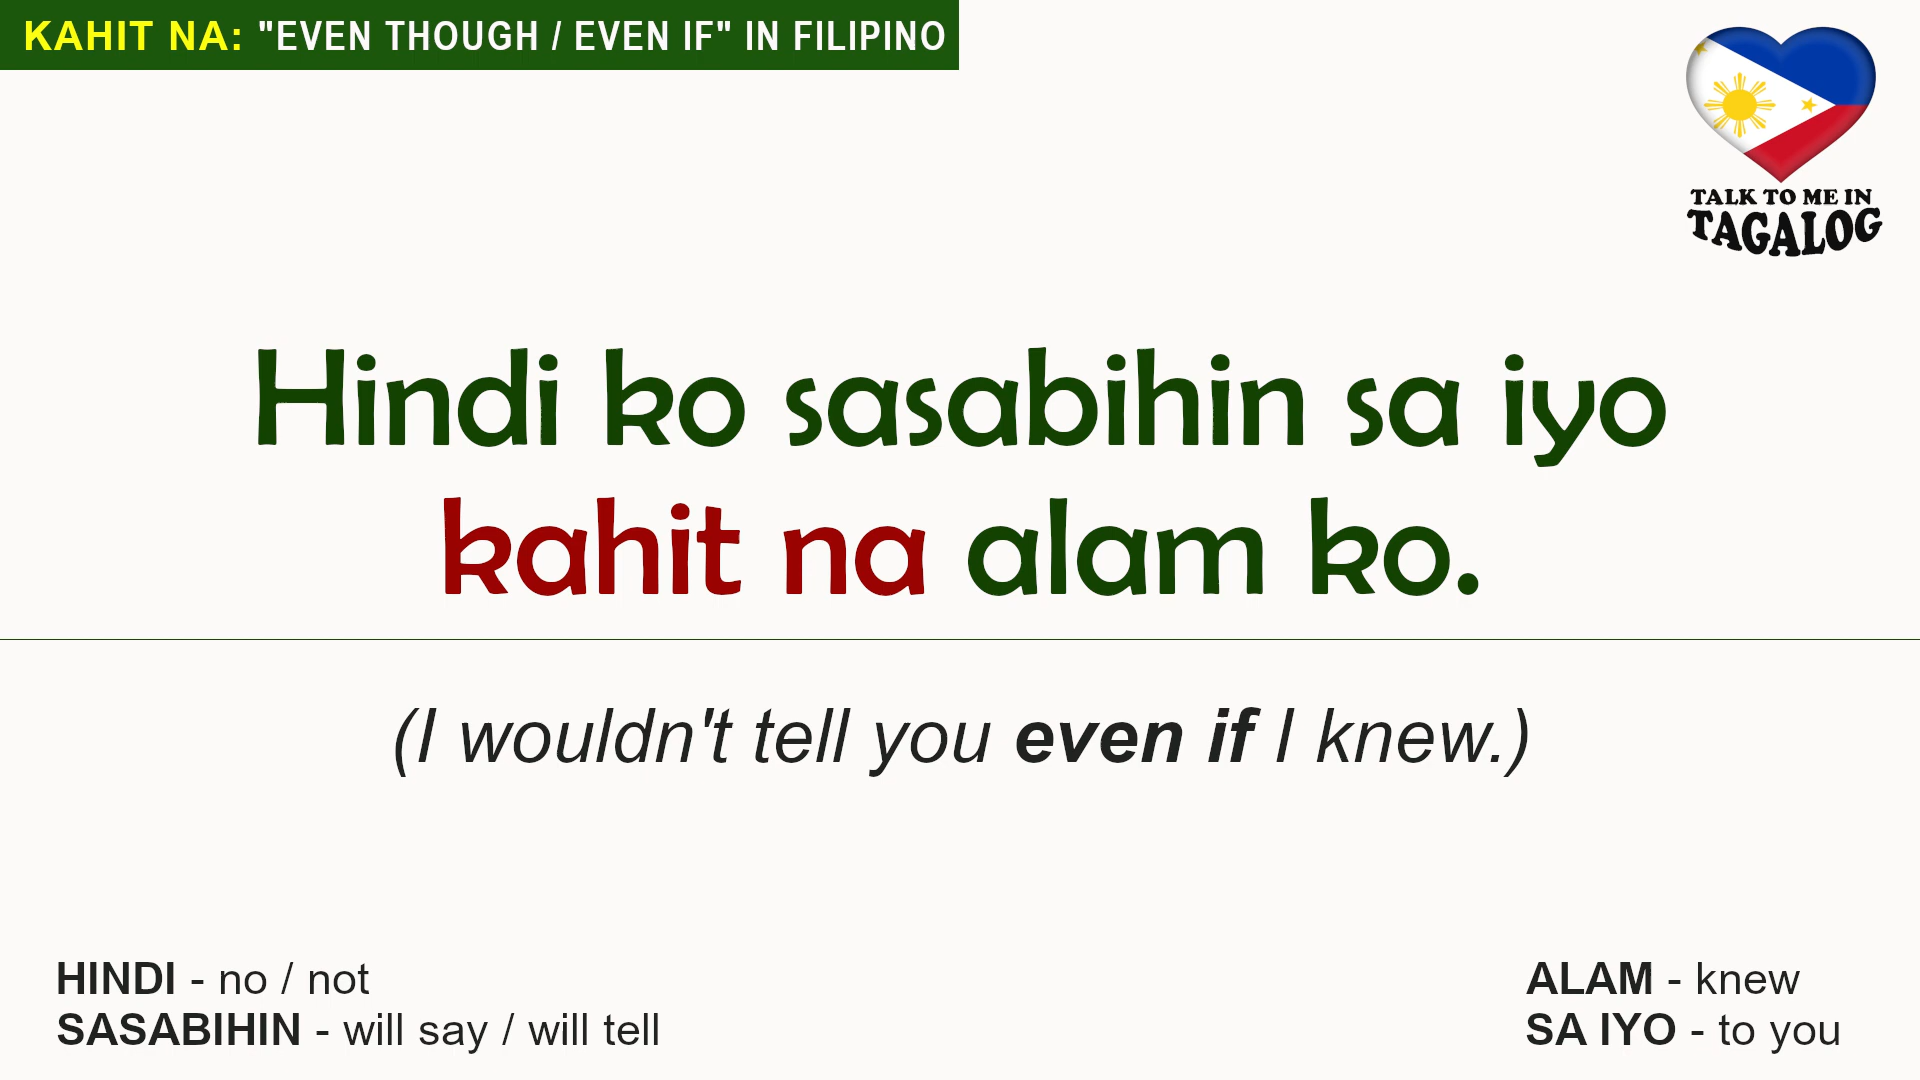 KAHIT NA: "EVEN THOUGH / EVEN IF" IN FILIPINO
TALK TO ME IN
TAGALOG
Hindi ko sasabihin sa iyo
kahit na alam ko.
(I wouldn't tell you even if I knew.)
HINDI - no / not
SASABIHIN - will say / will tell
ALAM - knew
SA IYO - to you